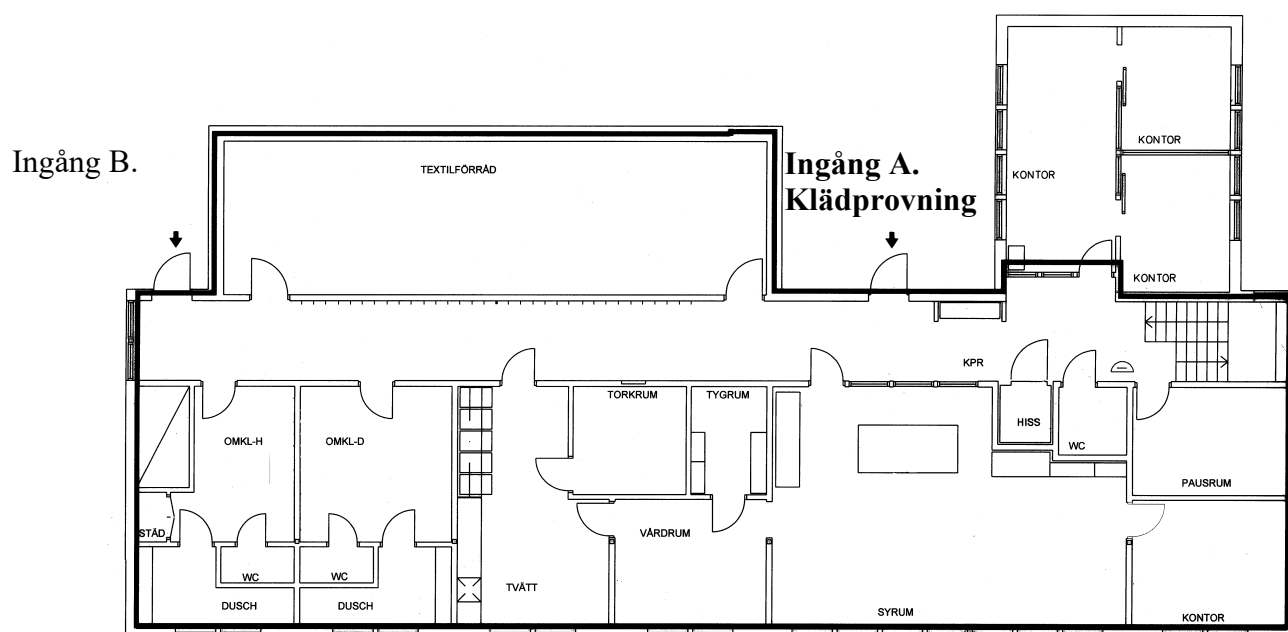 KONTOR
Ingång B.
TEXTILFÖRRÅD
Ingång A.
Klädprovning
KONTOR
KONTOR
KPR
TORKRUM
TYGRUM
HISS
WC
OMKL-H
OMKL-D
PAUSRUM
STÄD
VÅRDRUM
WC
WC
TVÄTT
DUSCH
DUSCH
SYRUM
KONTOR